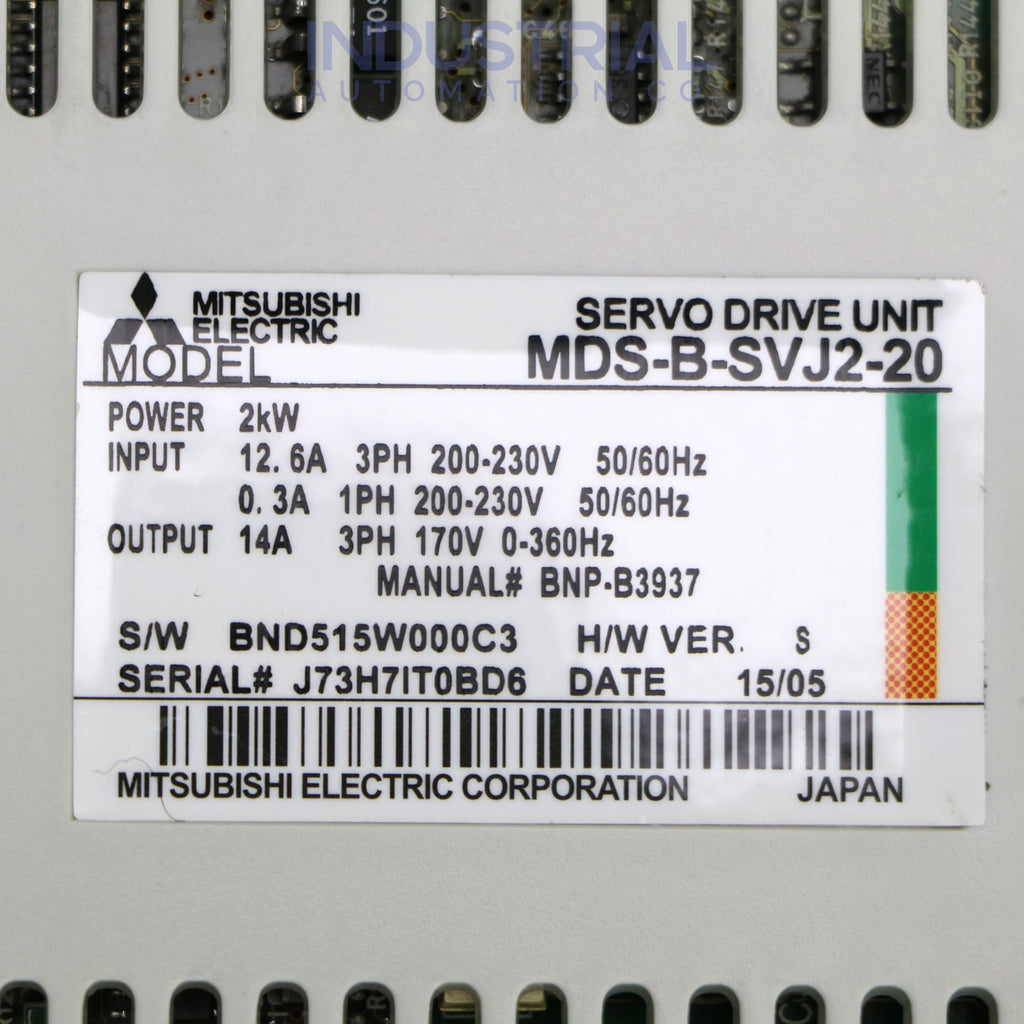 INDUSTRIAL
AUTOMATION CO
NEC
MITSUBISHI
ELECTRIC
SERVO DRIVE UNIT
MODEL
MDS-B-SVJ2-20
POWER 2kW
INPUT 12.6A 3PH 200-230V 50/60Hz
0.3A 1PH 200-230V 50/60Hz
OUTPUT 14A 3PH 170V 0-360Hz
MANUAL# BNP-B3937
S/W BND515W000C3 H/W VER. S
SERIAL# J73H7IT0BD6 DATE 15/05
MITSUBISHI ELECTRIC CORPORATION JAPAN